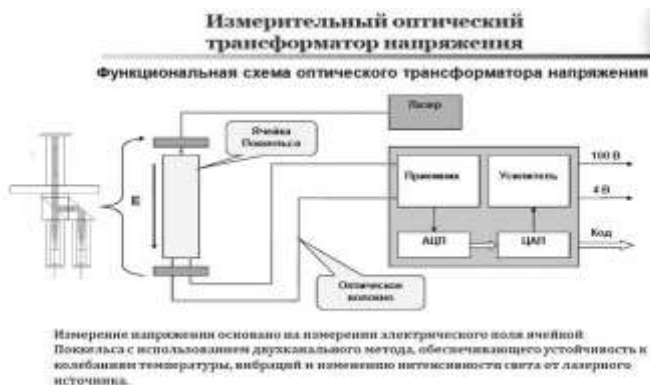 Измерительный оптический
трансформатор напряжения
Функциональная схема оптического трансформатора напряжения
Лазер
Ячейка
Поккельса
E
Приемник
Усилитель
100 В
4 В
АЦП
ЦАП
Код
Оптическое
волокно
Измерение напряжения основано на измерении электрического поля ячейкой
Поккельса с использованием двухканального метода, обеспечивающего устойчивость к
колебаниям температуры, вибраций и изменению интенсивности света от лазерного
источника.